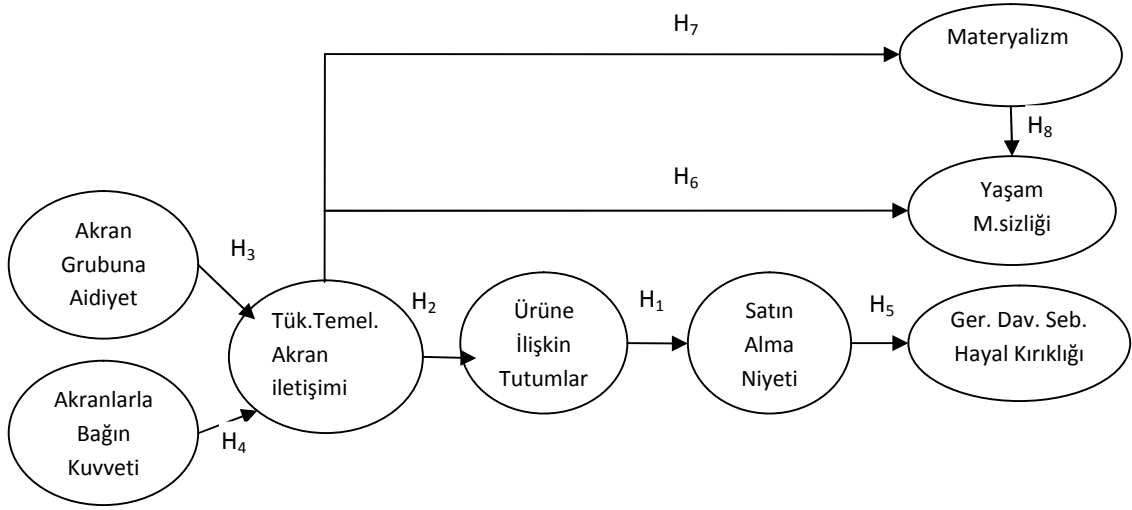 H7
Materyalizm
H8
H6
Yaşam
M.sizliği
Akran
Grubuna
Aidiyet
H3
Tük.Temel.
Akran
iletişimi
H2
Ürüne
İlişkin
Tutumlar
H1
Satın
Alma
Niyeti
H5
Ger. Dav. Seb.
Hayal Kırıklığı
Akranlarla
Bağın
Kuvveti
H4